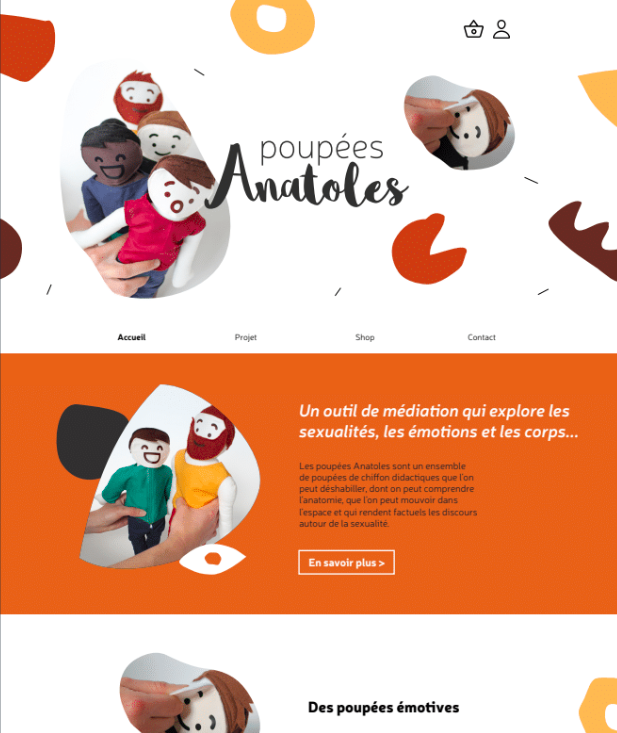 poupées
Anatoles
Accueil
Projet
Shop
Contact
Un outil de médiation qui explore les
sexualités, les émotions et les corps...
Les poupées Anatoles sont un ensemble
de poupées de chiffon didactiques que l'on
peut déshabiller, dont on peut comprendre
l'anatomie, que l'on peut mouvoir dans
l'espace et qui rendent factuels les discours
autour de la sexualité.
En savoir plus >
Des poupées émotives